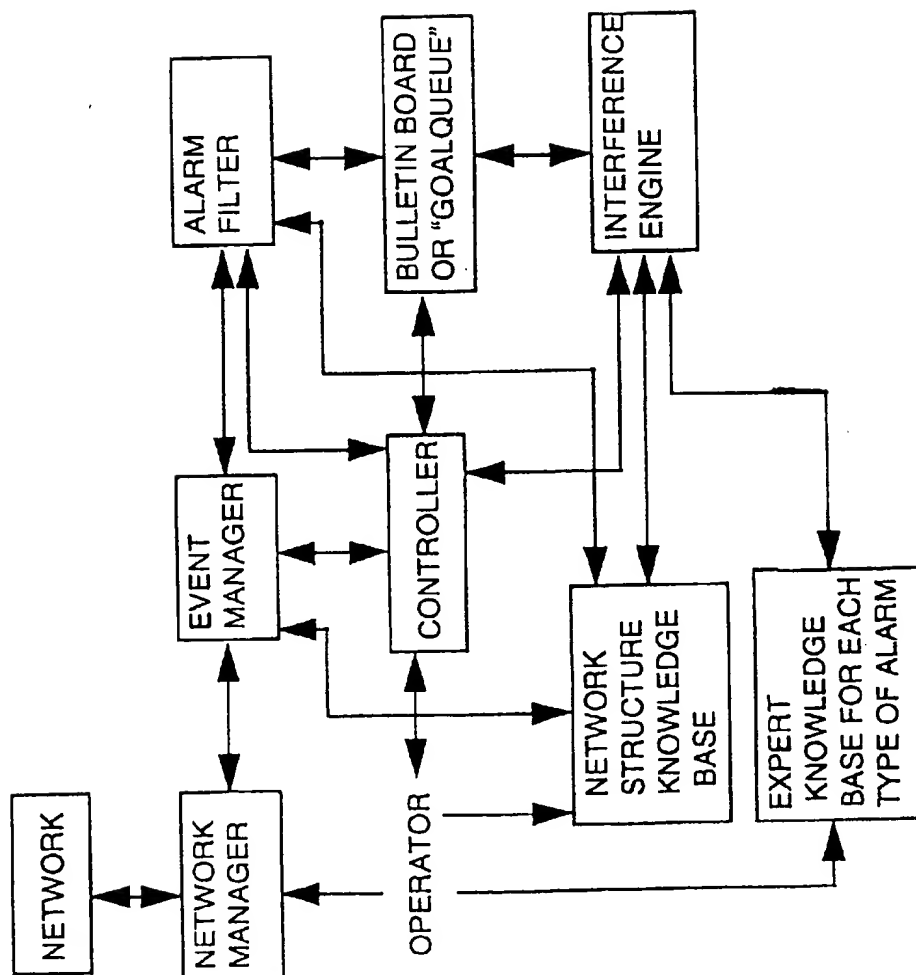 NETWORK
NETWORK
MANAGER
EVENT
MANAGER
ALARM
FILTER
OPERATOR
CONTROLLER
BULLETIN BOARD
OR "GOALQUEUE"
NETWORK
STRUCTURE
KNOWLEDGE
BASE
INTERFERENCE
ENGINE
EXPERT
KNOWLEDGE
BASE FOR EACH
TYPE OF ALARM